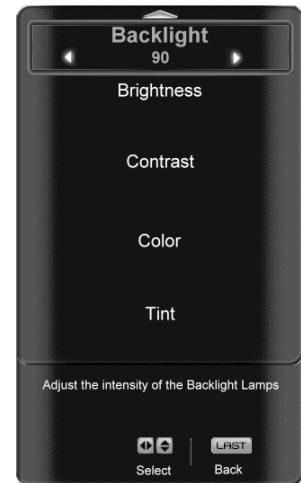 Backlight
90
Brightness
Contrast
Color
Tint
Adjust the intensity of the Backlight Lamps
LAST
Select Back